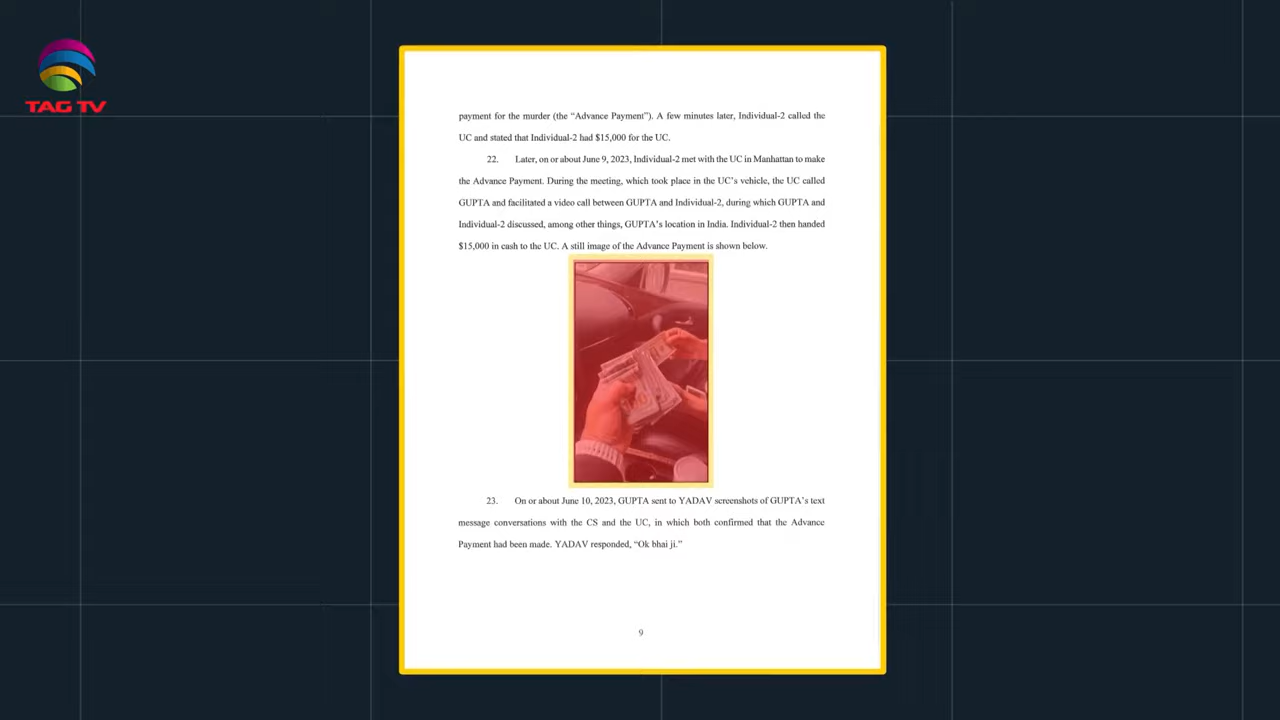 TAG TV
payment for the murder (the “Advance Payment”). A few minutes later, Individual-2 called the
UC and stated that Individual-2 had $15,000 for the UC.
22. Later, on or about June 9, 2023, Individual-2 met with the UC in Manhattan to make
the Advance Payment. During the meeting, which took place in the UC’s vehicle, the UC called
GUPTA and facilitated a video call between GUPTA and Individual-2, during which GUPTA and
Individual-2 discussed, among other things, GUPTA’s location in India. Individual-2 then handed
$15,000 in cash to the UC. A still image of the Advance Payment is shown below.
23. On or about June 10, 2023, GUPTA sent to YADAV screenshots of GUPTA’s text
message conversations with the CS and the UC, in which both confirmed that the Advance
Payment had been made. YADAV responded, “Ok bhai ji.”
9